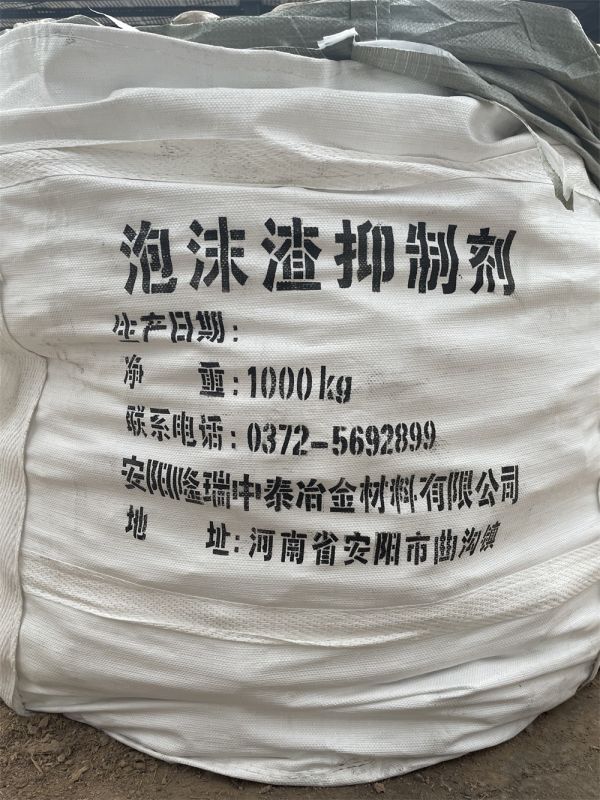 泡沫渣抑制剂
生产日期:
净 重:1000kg
联系电话:0372-5692899
安阳隆瑞中泰冶金材料有限公司
地 址:河南省安阳市曲沟镇